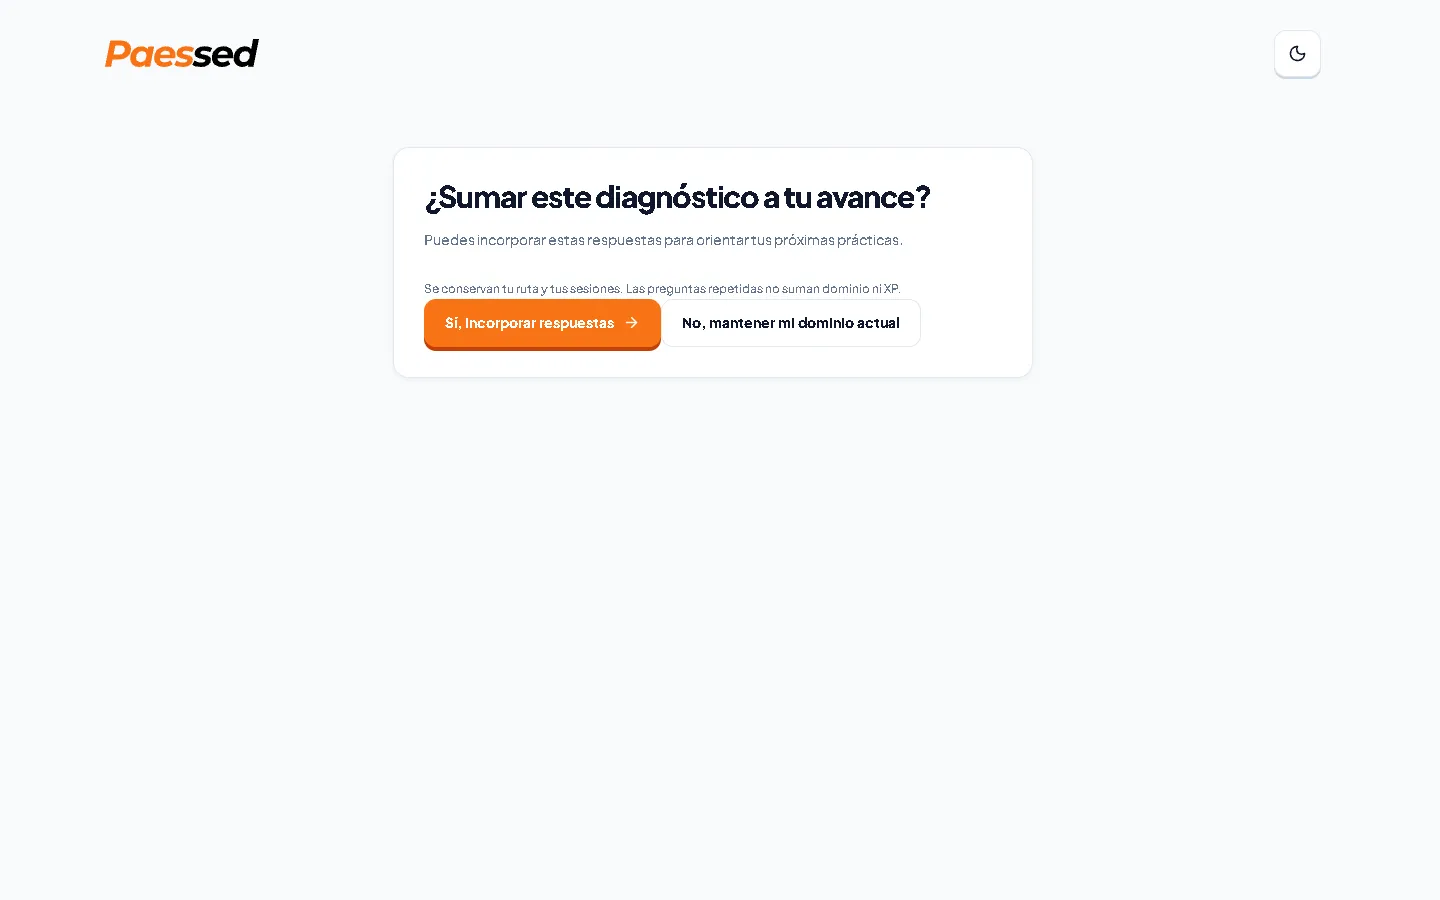 Paessed
¿Sumar este diagnóstico a tu avance?
Puedes incorporar estas respuestas para orientar tus próximas prácticas.
Se conservan tu ruta y tus sesiones. Las preguntas repetidas no suman dominio ni XP.
Sí, incorporar respuestas
No, mantener mi dominio actual